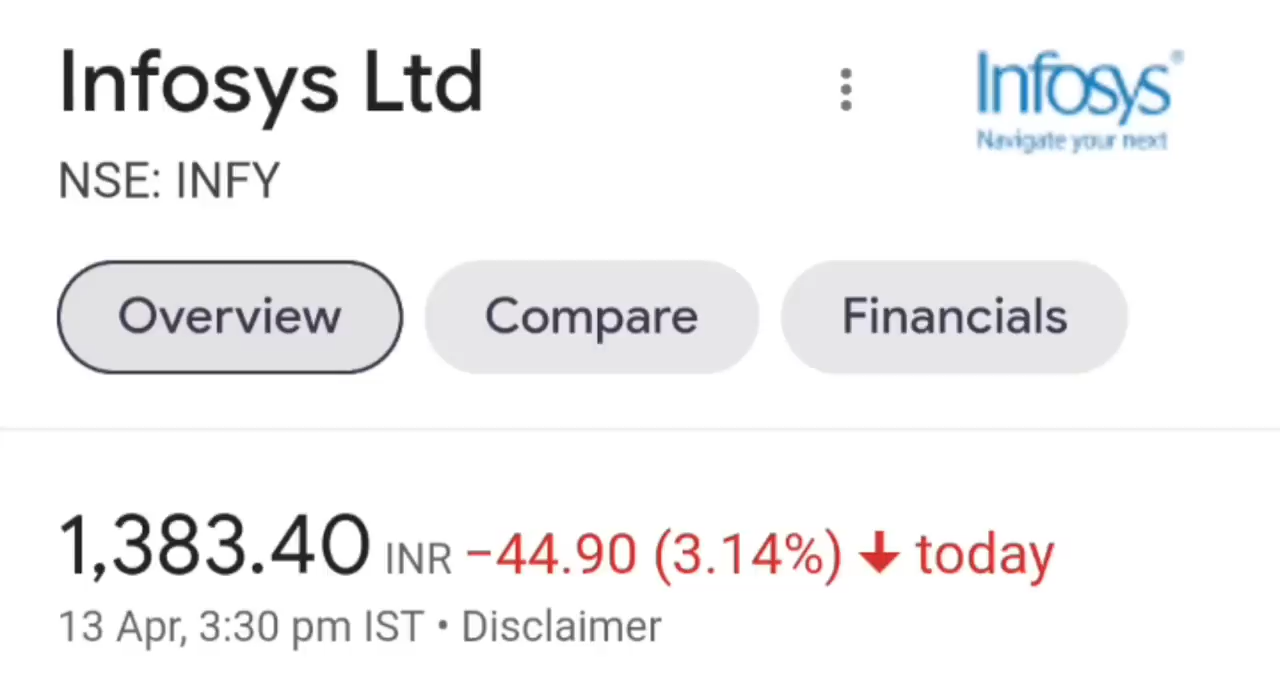 Infosys Ltd
Infosys®
Navigate your next
NSE: INFY
Overview Compare Financials
1,383.40 INR −44.90 (3.14%) ↓ today
13 Apr, 3:30 pm IST • Disclaimer